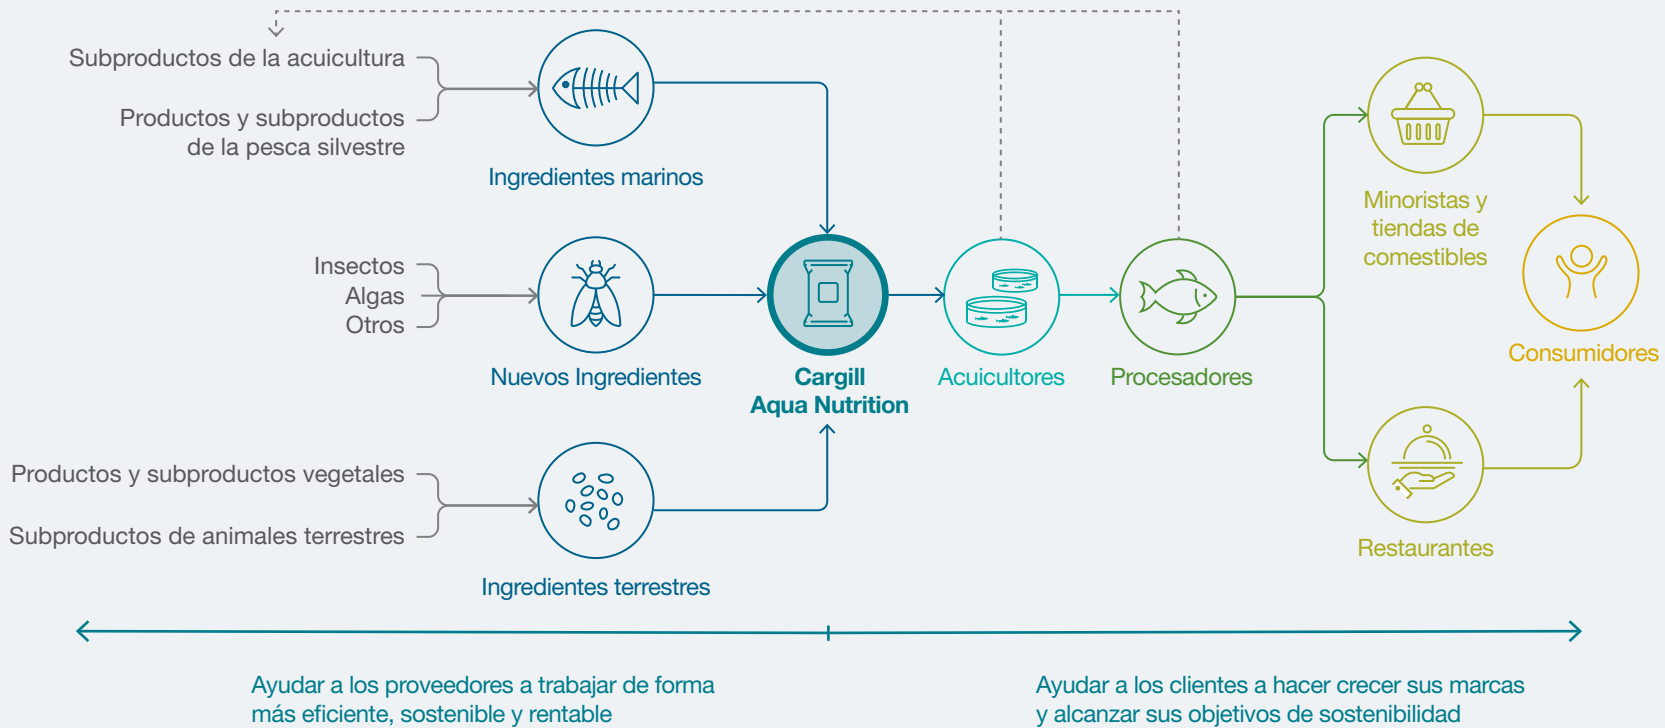 Subproductos de la acuicultura
Productos y subproductos
de la pesca silvestre
Ingredientes marinos
Insectos
Algas
Otros
Nuevos Ingredientes
Productos y subproductos vegetales
Subproductos de animales terrestres
Ingredientes terrestres
Cargill
Aqua Nutrition
Acuicultores
Procesadores
Minoristas y
tiendas de
comestibles
Restaurantes
Consumidores
Ayudar a los proveedores a trabajar de forma
más eficiente, sostenible y rentable
Ayudar a los clientes a hacer crecer sus marcas
y alcanzar sus objetivos de sostenibilidad